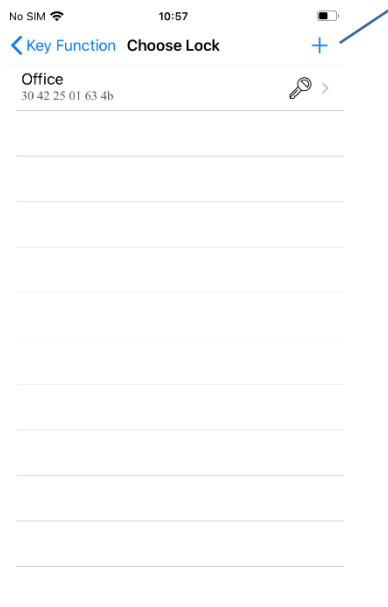 No SIM 10:57
Key Function Choose Lock +
Office
30 42 25 01 63 4b